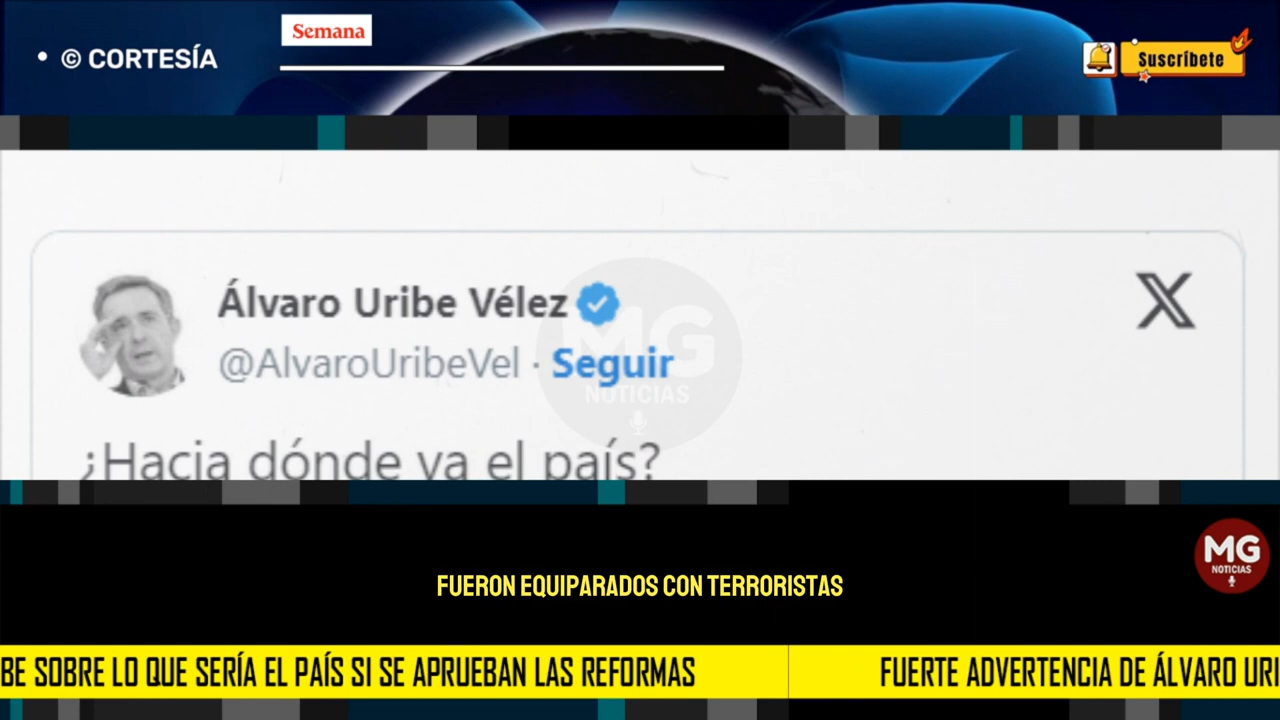 • © CORTESÍA
Semana
Suscríbete
Álvaro Uribe Vélez
X
@AlvaroUribeVel · Seguir
MG
NOTICIAS
¿Hacia dónde va el país?
MG
NOTICIAS
FUERON EQUIPARADOS CON TERRORISTAS
BE SOBRE LO QUE SERÍA EL PAÍS SI SE APRUEBAN LAS REFORMAS FUERTE ADVERTENCIA DE ÁLVARO URI